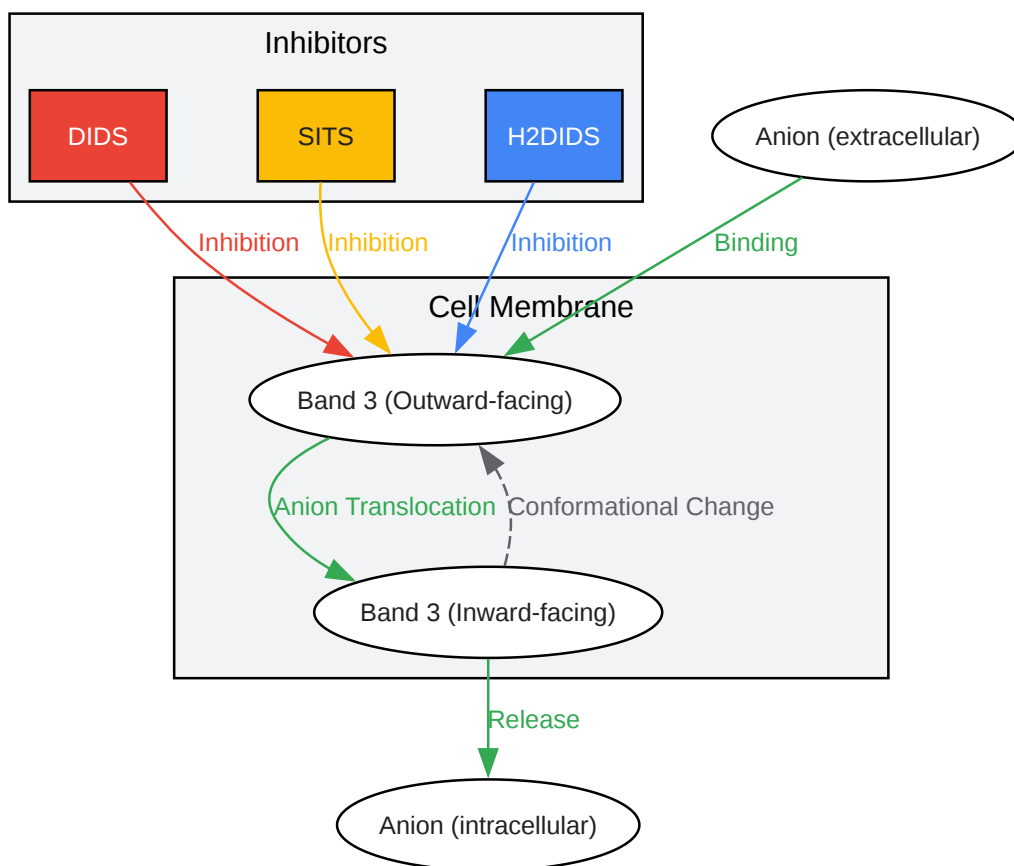 Inhibitors
DIDS
SITS
H2DIDS
Anion (extracellular)
Inhibition
Inhibition
Inhibition
Binding
Cell Membrane
Band 3 (Outward-facing)
Anion Translocation
Conformational Change
Band 3 (Inward-facing)
Release
Anion (intracellular)